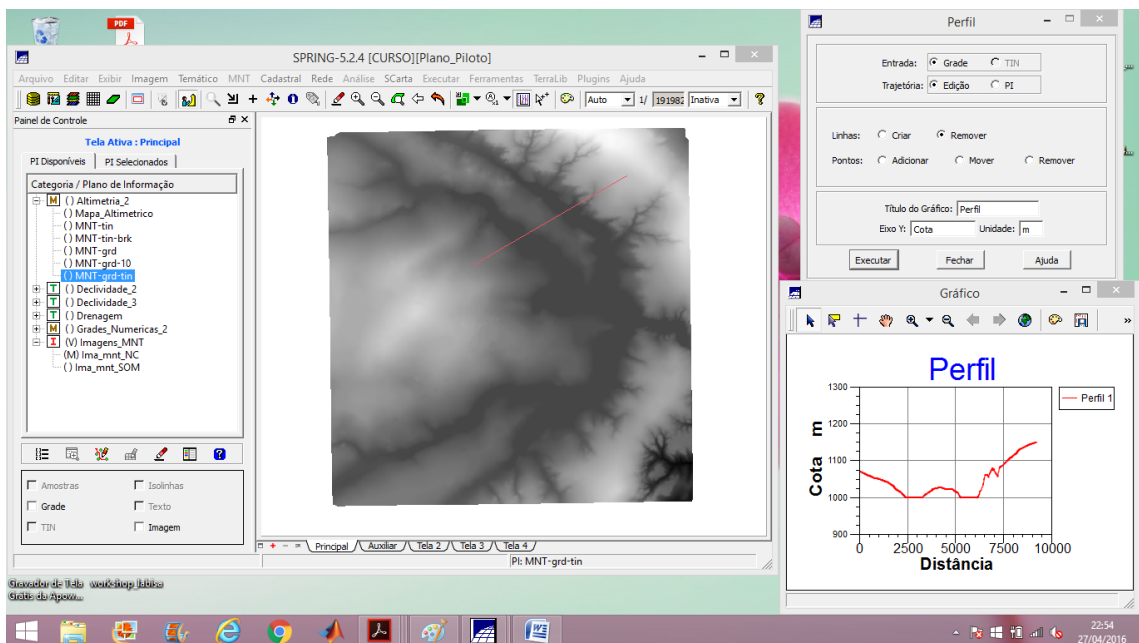 PDF
SPRING-5.2.4 [CURSO][Plano_Piloto]
Arquivo Editar Exibir Imagem Temático MNT Cadastral Rede Análise SCarta Executar Ferramentas TerraLib Plugins Ajuda
Auto 1/ 191982 Inativa
Painel de Controle
Tela Ativa : Principal
PI Disponíveis PI Selecionados
Categoria / Plano de Informação
M () Altimetria_2
() Mapa_Altimetrico
() MNT-tin
() MNT-tin-brk
() MNT-grd
() MNT-grd-10
() MNT-grd-tin
T () Declividade_2
T () Declividade_3
T () Drenagem
M () Grades_Numericas_2
I (V) Imagens_MNT
(M) Ima_mnt_NC
() Ima_mnt_SOM
Amostras Isolinhas
Grade Texto
TIN Imagem
Principal Auxiliar Tela 2 Tela 3 Tela 4
PI: MNT-grd-tin
Perfil
Entrada: Grade TIN
Trajetória: Edição PI
Linhas: Criar Remover
Pontos: Adicionar Mover Remover
Título do Gráfico: Perfil
Eixo Y: Cota Unidade: m
Executar Fechar Ajuda
Gráfico
Perfil
Perfil 1
Cota m
1300
1200
1100
1000
900
0 2500 5000 7500 10000
Distância
Gravador de Tela workshop_labisa
Grátis da Apow...
22:54
27/04/2016